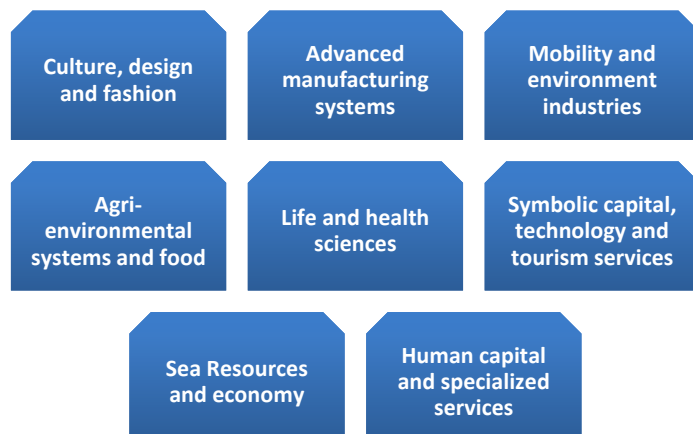 Culture, design
and fashion
Advanced
manufacturing
systems
Mobility and
environment
industries
Agri-
environmental
systems and food
Life and health
sciences
Symbolic capital,
technology and
tourism services
Sea Resources
and economy
Human capital
and specialized
services